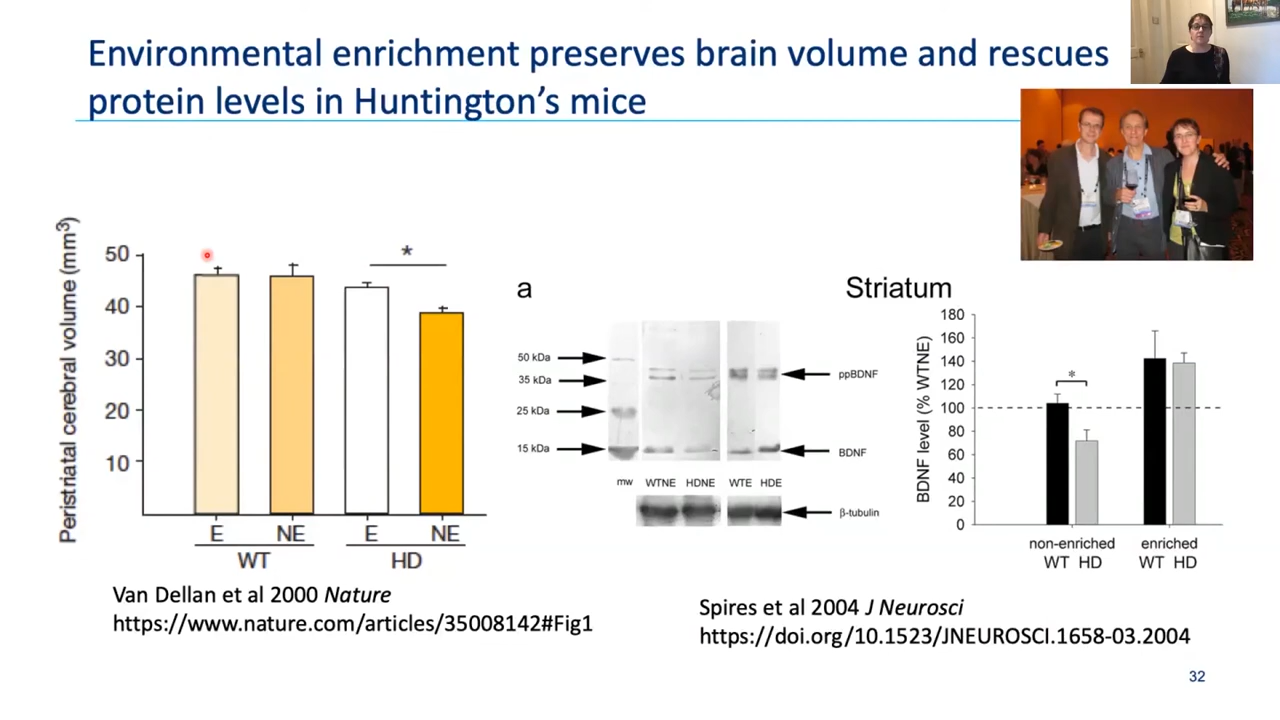 Environmental enrichment preserves brain volume and rescues
protein levels in Huntington's mice
Peristriatal cerebral volume (mm3)
50
40
30
20
10
*
E NE E NE
WT HD
Van Dellan et al 2000 Nature
https://www.nature.com/articles/35008142#Fig1
a
50 kDa
35 kDa
25 kDa
15 kDa
ppBDNF
BDNF
mw WTNE HDNE WTE HDE
β-tubulin
Striatum
BDNF level (% WTNE)
180
160
140
120
100
80
60
40
20
0
*
non-enriched enriched
WT HD WT HD
Spires et al 2004 J Neurosci
https://doi.org/10.1523/JNEUROSCI.1658-03.2004
32